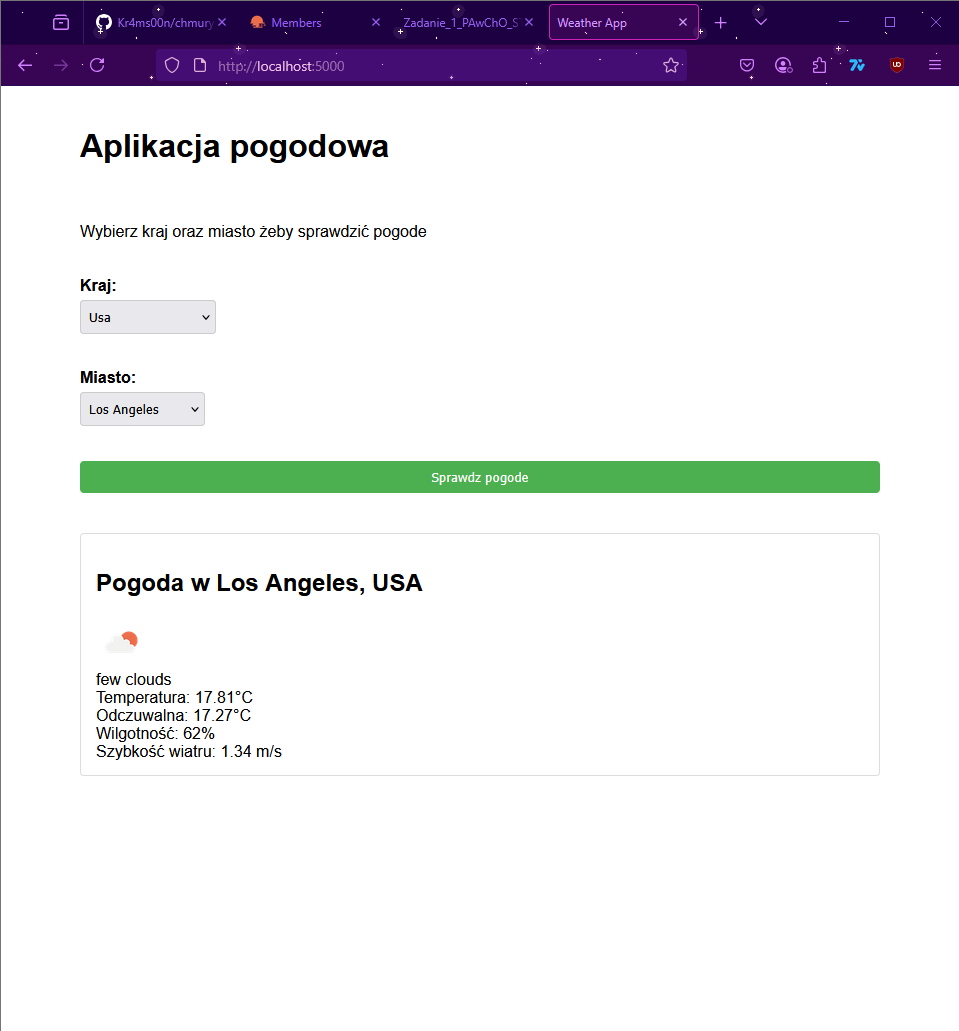 Kr4ms00n/chmury
Members
Zadanie_1_PAwChO_S
Weather App
http://localhost:5000
Aplikacja pogodowa
Wybierz kraj oraz miasto żeby sprawdzić pogode
Kraj:
Usa
Miasto:
Los Angeles
Sprawdz pogode
Pogoda w Los Angeles, USA
few clouds
Temperatura: 17.81°C
Odczuwalna: 17.27°C
Wilgotność: 62%
Szybkość wiatru: 1.34 m/s